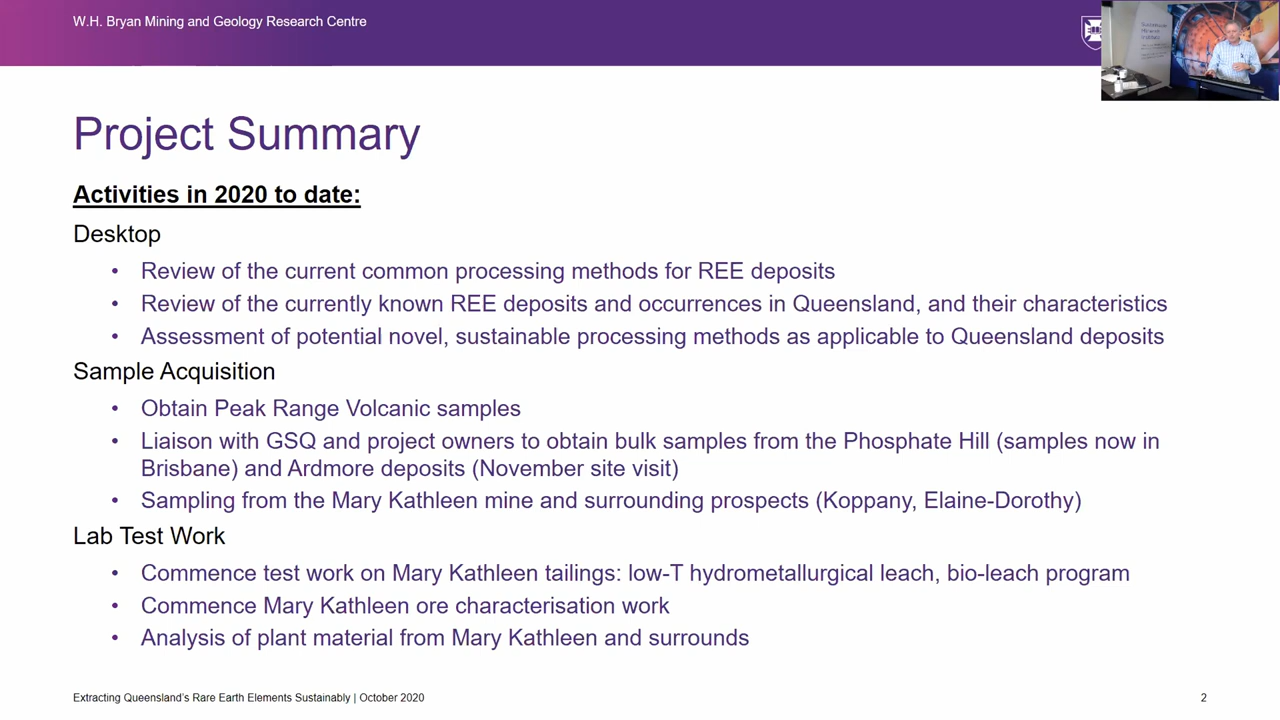 W.H. Bryan Mining and Geology Research Centre
Project Summary
Activities in 2020 to date:
Desktop
• Review of the current common processing methods for REE deposits
• Review of the currently known REE deposits and occurrences in Queensland, and their characteristics
• Assessment of potential novel, sustainable processing methods as applicable to Queensland deposits
Sample Acquisition
• Obtain Peak Range Volcanic samples
• Liaison with GSQ and project owners to obtain bulk samples from the Phosphate Hill (samples now in
Brisbane) and Ardmore deposits (November site visit)
• Sampling from the Mary Kathleen mine and surrounding prospects (Koppany, Elaine-Dorothy)
Lab Test Work
• Commence test work on Mary Kathleen tailings: low-T hydrometallurgical leach, bio-leach program
• Commence Mary Kathleen ore characterisation work
• Analysis of plant material from Mary Kathleen and surrounds
Extracting Queensland's Rare Earth Elements Sustainably | October 2020
2